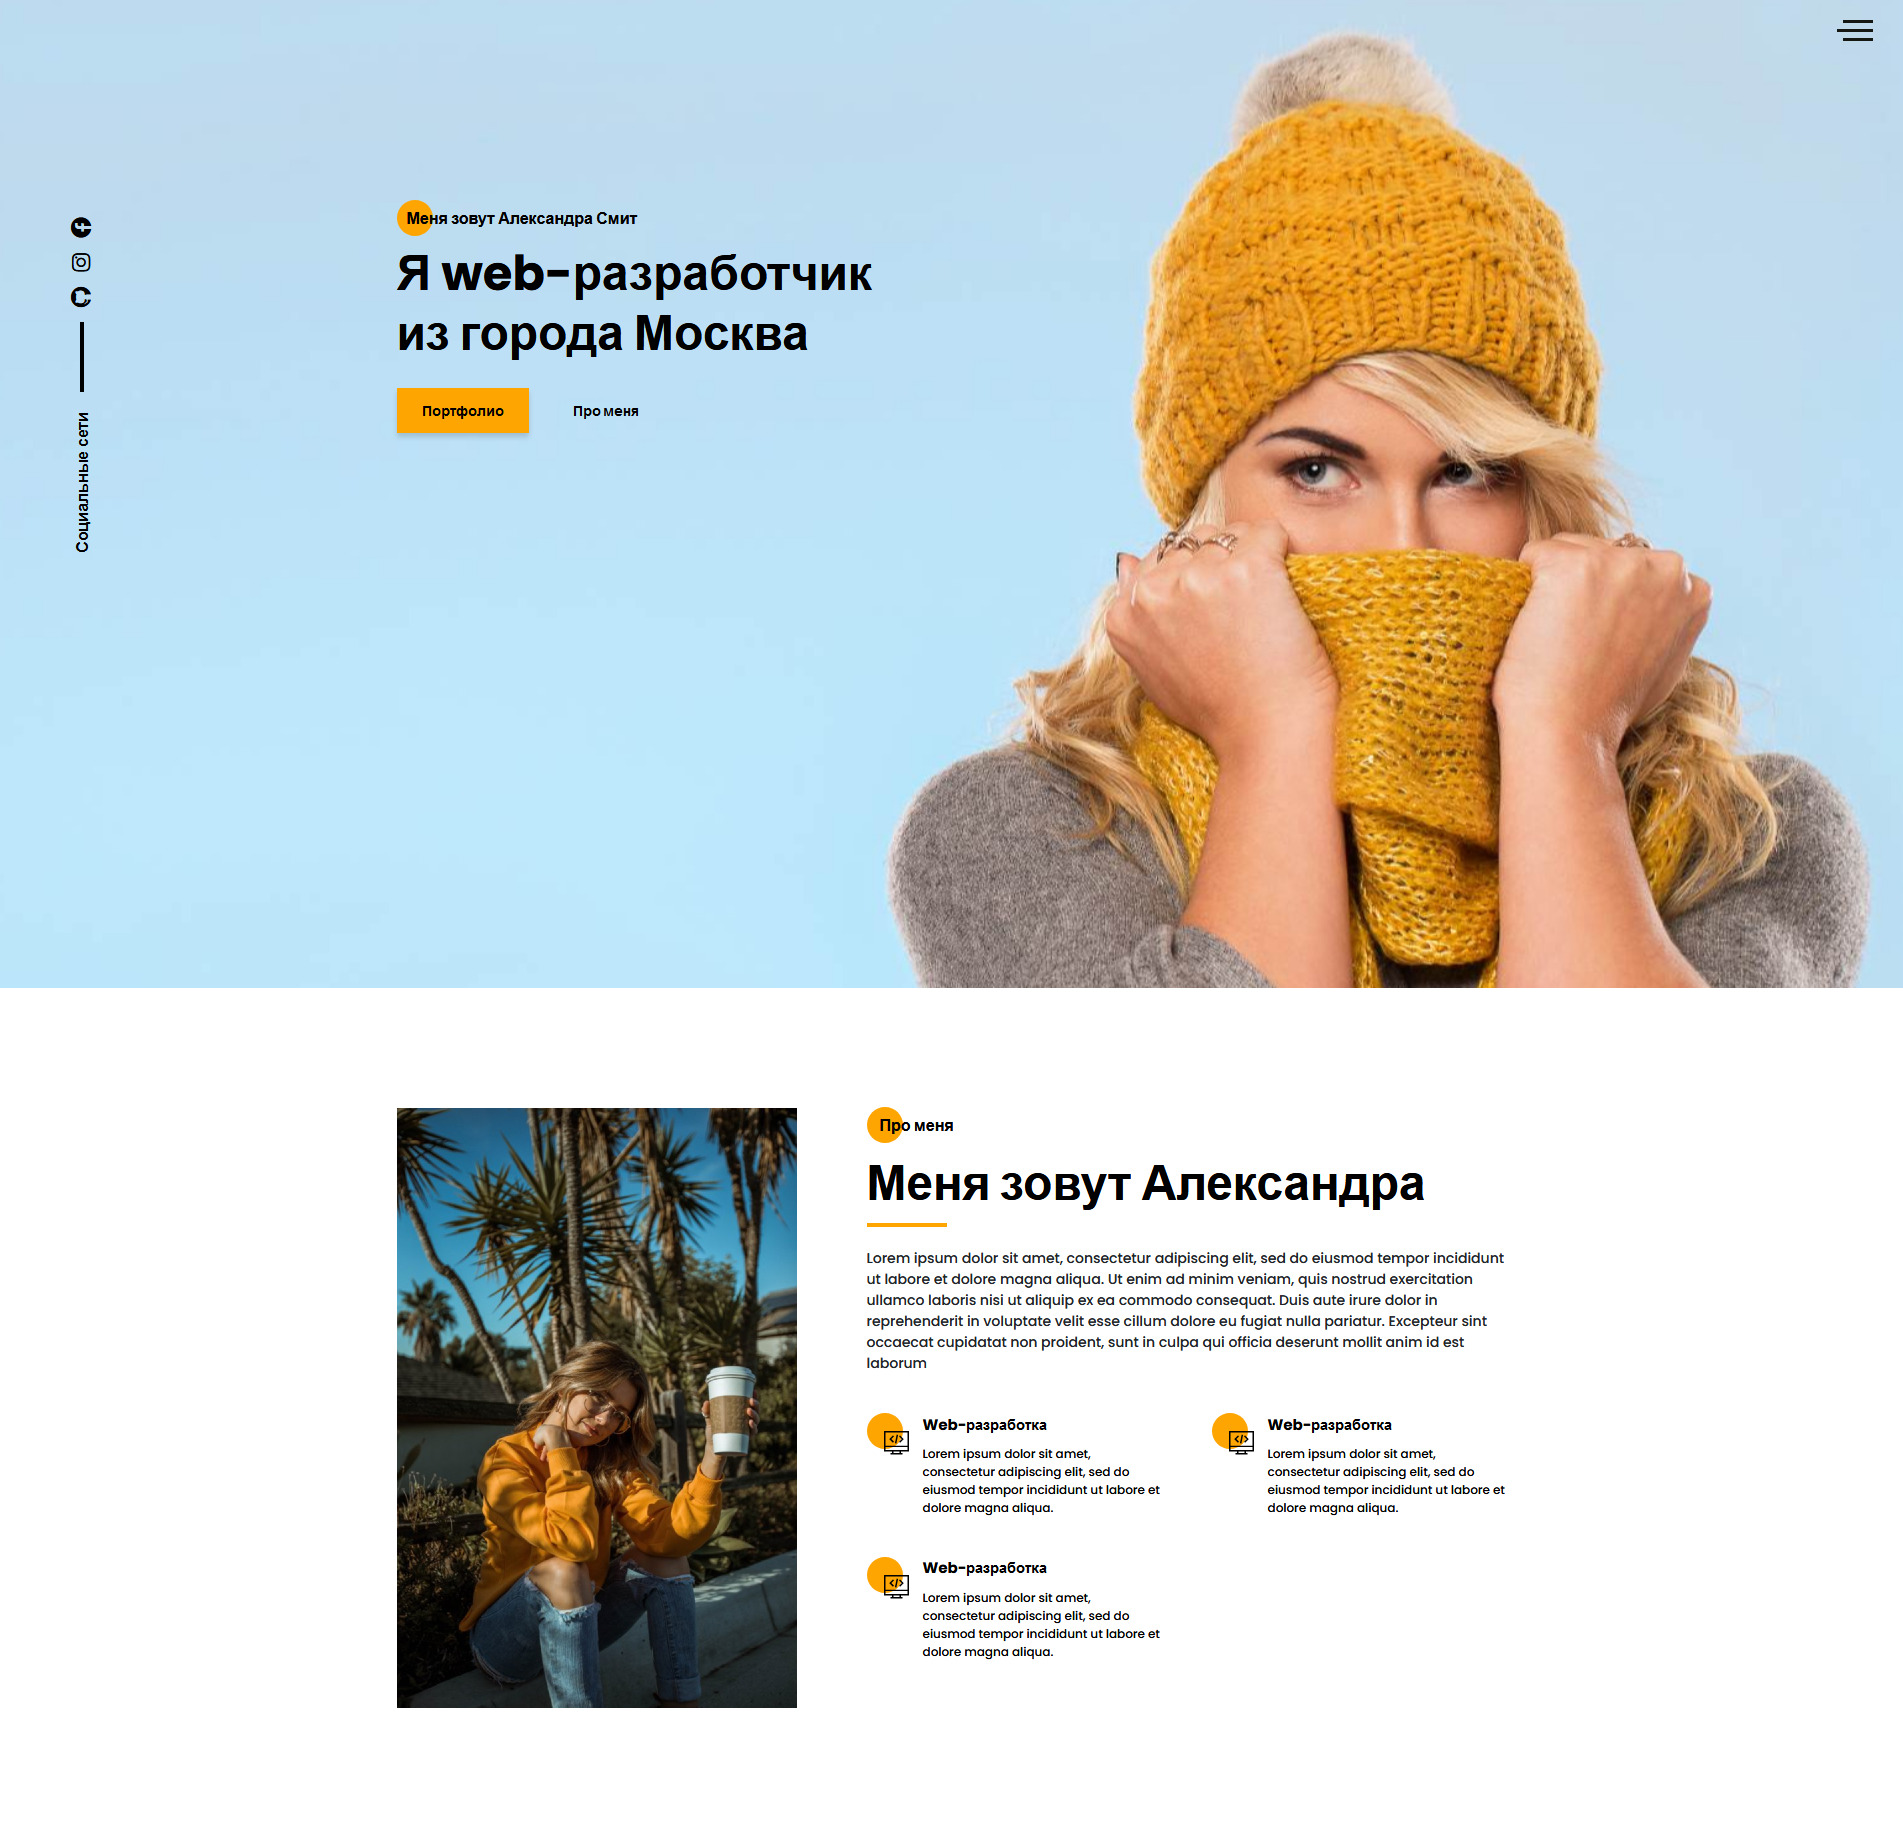 Меня зовут Александра Смит
Я web-разработчик
из города Москва
Портфолио
Про меня
Социальные сети
Про меня
Меня зовут Александра
Lorem ipsum dolor sit amet, consectetur adipiscing elit, sed do eiusmod tempor incididunt
ut labore et dolore magna aliqua. Ut enim ad minim veniam, quis nostrud exercitation
ullamco laboris nisi ut aliquip ex ea commodo consequat. Duis aute irure dolor in
reprehenderit in voluptate velit esse cillum dolore eu fugiat nulla pariatur. Excepteur sint
occaecat cupidatat non proident, sunt in culpa qui officia deserunt mollit anim id est
laborum
Web-разработка
Lorem ipsum dolor sit amet,
consectetur adipiscing elit, sed do
eiusmod tempor incididunt ut labore et
dolore magna aliqua.
Web-разработка
Lorem ipsum dolor sit amet,
consectetur adipiscing elit, sed do
eiusmod tempor incididunt ut labore et
dolore magna aliqua.
Web-разработка
Lorem ipsum dolor sit amet,
consectetur adipiscing elit, sed do
eiusmod tempor incididunt ut labore et
dolore magna aliqua.